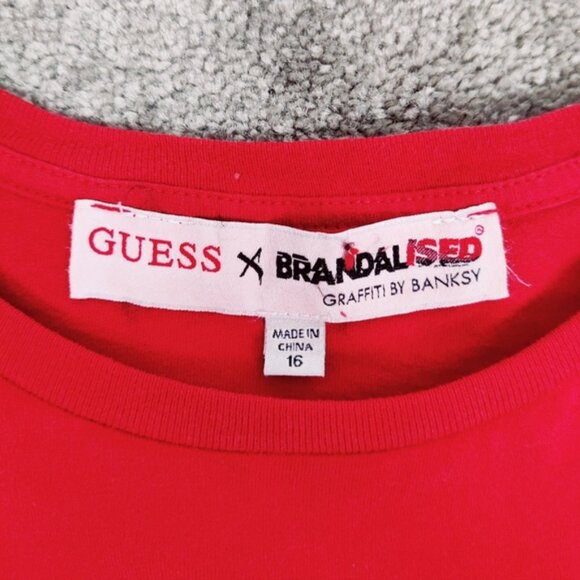 GUESS X BRANDALISED®
GRAFFITI BY BANKSY
MADE IN
CHINA
16